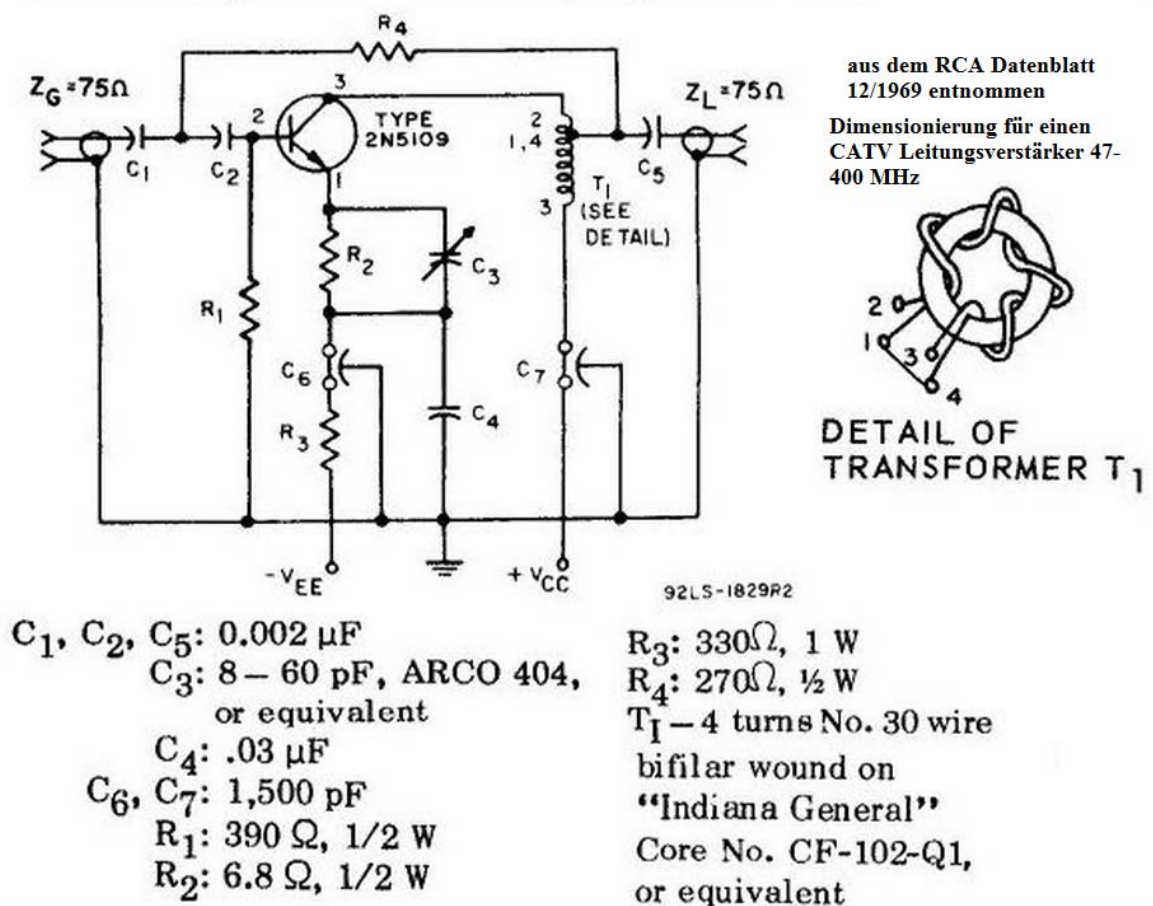 R4
ZG = 75Ω
3
ZL = 75Ω
aus dem RCA Datenblatt
12/1969 entnommen
2
TYPE
2N5109
2
1,4
Dimensionierung für einen
CATV Leitungsverstärker 47-
400 MHz
C1
C2
1
C5
T1
3
(SEE
DETAIL)
R2
C3
R1
2
1
3
4
C6
C7
R3
C4
DETAIL OF
TRANSFORMER T1
-VEE
+VCC
92LS-1829R2
C1, C2, C5: 0.002 µF
C3: 8 – 60 pF, ARCO 404,
or equivalent
C4: .03 µF
C6, C7: 1,500 pF
R1: 390 Ω, 1/2 W
R2: 6.8 Ω, 1/2 W
R3: 330Ω, 1 W
R4: 270Ω, ½ W
T1 – 4 turns No. 30 wire
bifilar wound on
“Indiana General”
Core No. CF-102-Q1,
or equivalent